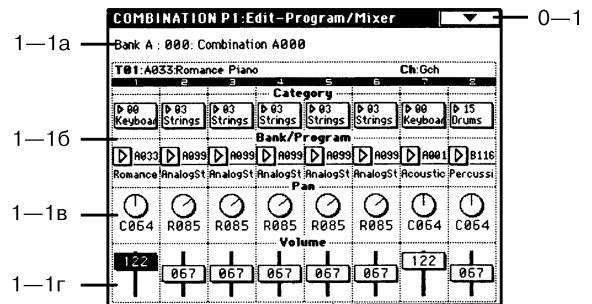 COMBINATION P1:Edit-Program/Mixer
0—1
1—1а
Bank A : 000: Combination A000
T01:A033:Romance Piano Ch:Gch
1 2 3 4 5 6 7 8
Category
00 03 03 03 03 03 00 15
Keyboar Strings Strings Strings Strings Strings Keyboar Drums
1—1б
Bank/Program
A033 A099 A099 A099 A099 A099 A001 B116
Romance AnalogSt AnalogSt AnalogSt AnalogSt AnalogSt Acoustic Percussi
Pan
1—1в
C064 R085 R085 R085 R085 R085 C064 C064
Volume
122 067 067 067 067 067 122 067
1—1г